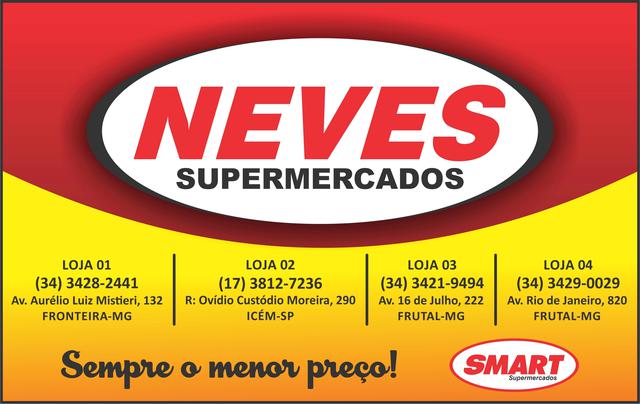 NEVES
SUPERMERCADOS
LOJA 01
(34) 3428-2441
Av. Aurélio Luiz Mistieri, 132
FRONTEIRA-MG
LOJA 02
(17) 3812-7236
R: Ovídio Custódio Moreira, 290
ICÉM-SP
LOJA 03
(34) 3421-9494
Av. 16 de Julho, 222
FRUTAL-MG
LOJA 04
(34) 3429-0029
Av. Rio de Janeiro, 820
FRUTAL-MG
Sempre o menor preço!
SMART
Supermercados